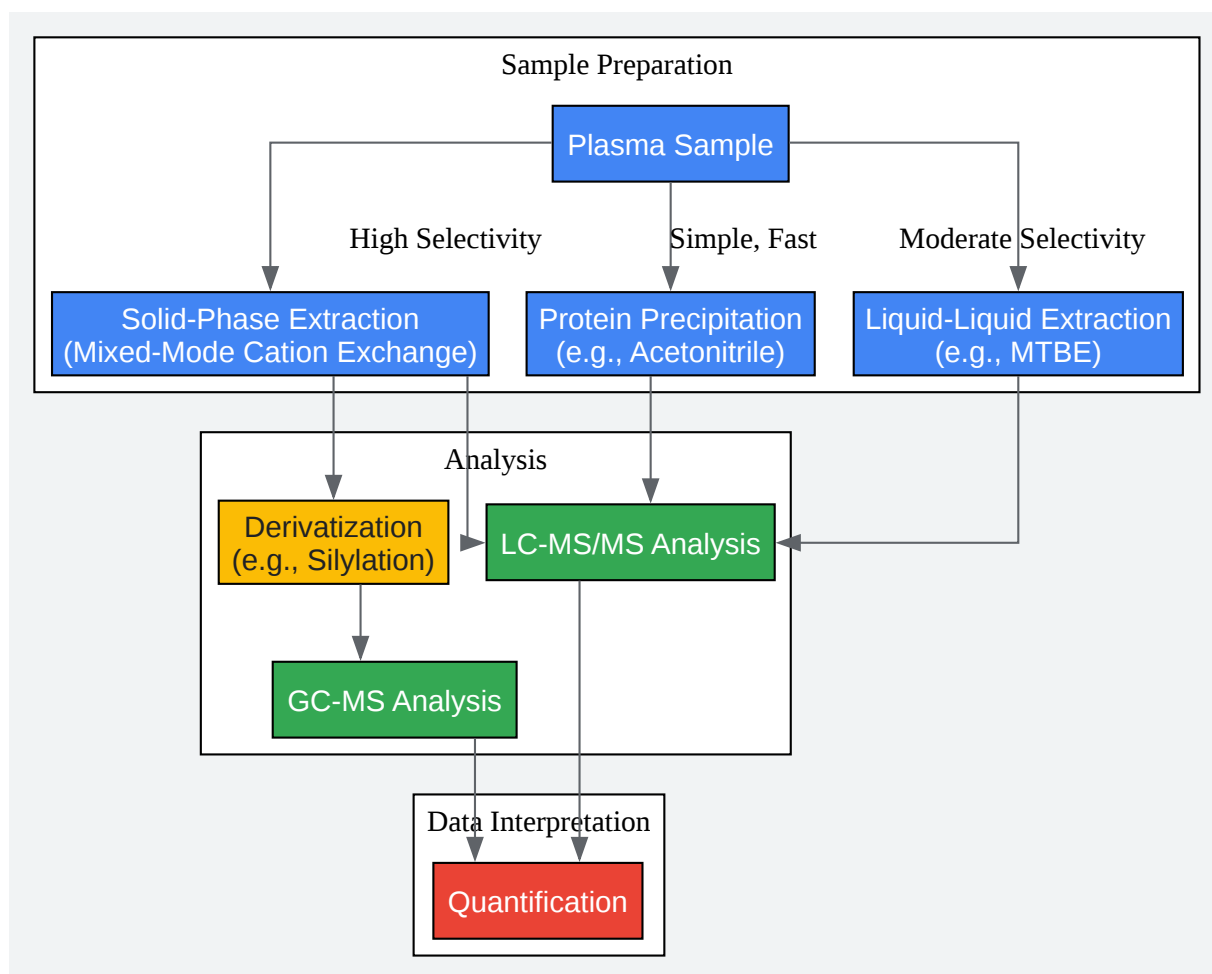 Sample Preparation
Plasma Sample
High Selectivity
Simple, Fast
Moderate Selectivity
Solid-Phase Extraction
(Mixed-Mode Cation Exchange)
Protein Precipitation
(e.g., Acetonitrile)
Liquid-Liquid Extraction
(e.g., MTBE)
Analysis
Derivatization
(e.g., Silylation)
LC-MS/MS Analysis
GC-MS Analysis
Data Interpretation
Quantification